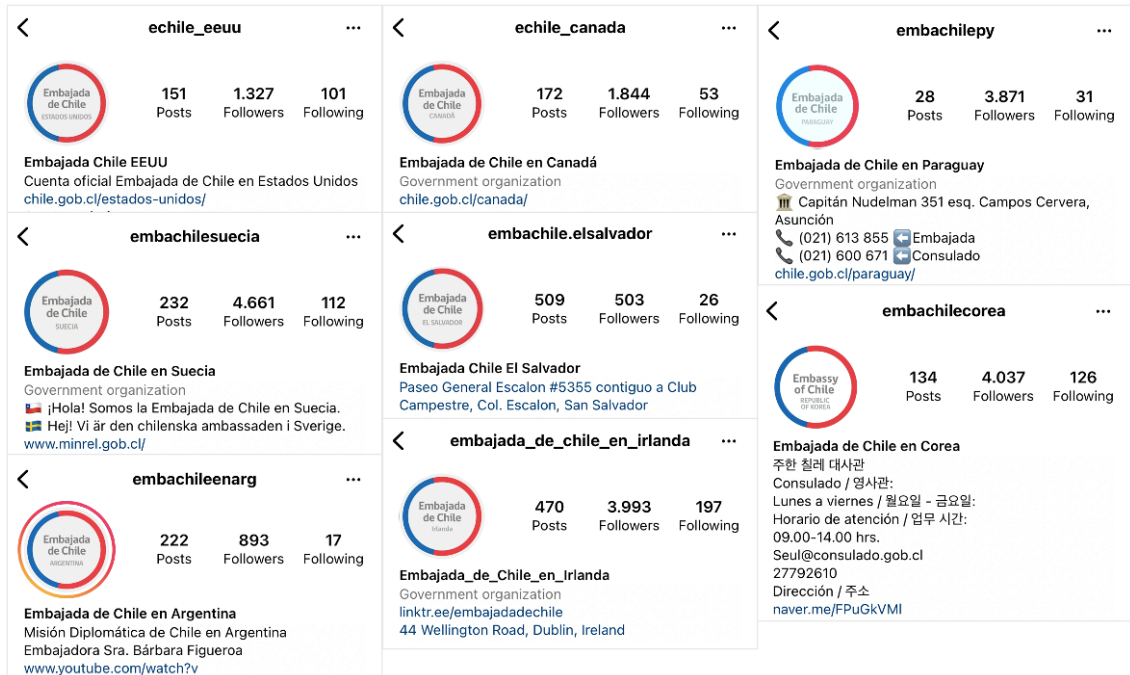 echile_eeuu
Embajada
de Chile
ESTADOS UNIDOS
151 1.327 101
Posts Followers Following
Embajada Chile EEUU
Cuenta oficial Embajada de Chile en Estados Unidos
chile.gob.cl/estados-unidos/
embachilesuecia
Embajada
de Chile
SUECIA
232 4.661 112
Posts Followers Following
Embajada de Chile en Suecia
Government organization
🇨🇱 ¡Hola! Somos la Embajada de Chile en Suecia.
🇸🇪 Hej! Vi är den chilenska ambassaden i Sverige.
www.minrel.gob.cl/
embachileenarg
Embajada
de Chile
ARGENTINA
222 893 17
Posts Followers Following
Embajada de Chile en Argentina
Misión Diplomática de Chile en Argentina
Embajadora Sra. Bárbara Figueroa
www.youtube.com/watch?v
echile_canada
Embajada
de Chile
CANADÁ
172 1.844 53
Posts Followers Following
Embajada de Chile en Canadá
Government organization
chile.gob.cl/canada/
embachile.elsalvador
Embajada
de Chile
EL SALVADOR
509 503 26
Posts Followers Following
Embajada Chile El Salvador
Paseo General Escalon #5355 contiguo a Club
Campestre, Col. Escalon, San Salvador
embajada_de_chile_en_irlanda
Embajada
de Chile
Irlanda
470 3.993 197
Posts Followers Following
Embajada_de_Chile_en_Irlanda
Government organization
linktr.ee/embajadadechile
44 Wellington Road, Dublin, Ireland
embachilepy
Embajada
de Chile
PARAGUAY
28 3.871 31
Posts Followers Following
Embajada de Chile en Paraguay
Government organization
🏛 Capitán Nudelman 351 esq. Campos Cervera,
Asunción
📞 (021) 613 855 ⬅️Embajada
📞 (021) 600 671 ⬅️Consulado
chile.gob.cl/paraguay/
embachilecorea
Embassy
of Chile
REPUBLIC
OF KOREA
134 4.037 126
Posts Followers Following
Embajada de Chile en Corea
주한 칠레 대사관
Consulado / 영사관:
Lunes a viernes / 월요일 - 금요일:
Horario de atención / 업무 시간:
09.00-14.00 hrs.
Seul@consulado.gob.cl
27792610
Dirección / 주소
naver.me/FPuGkVMI